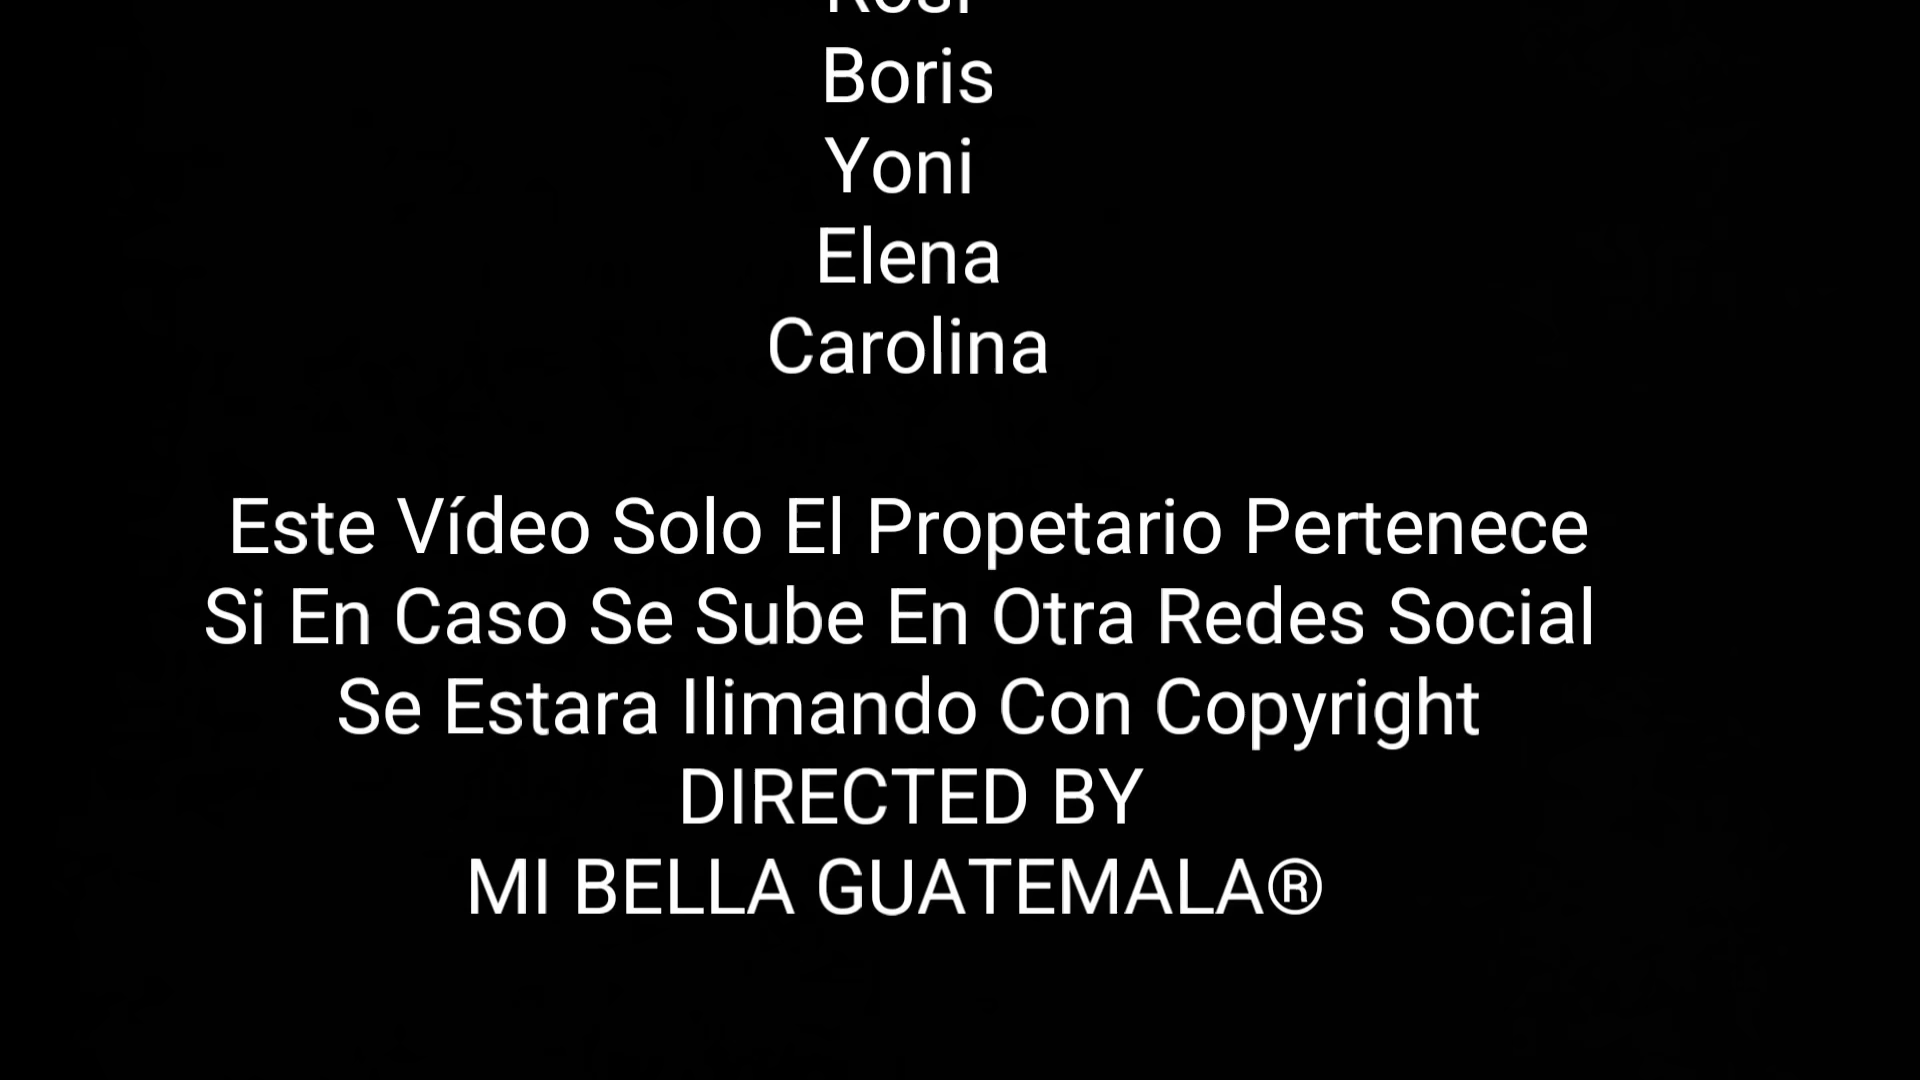 Boris
Yoni
Elena
Carolina
Este Vídeo Solo El Propetario Pertenece
Si En Caso Se Sube En Otra Redes Social
Se Estara Ilimando Con Copyright
DIRECTED BY
MI BELLA GUATEMALA®